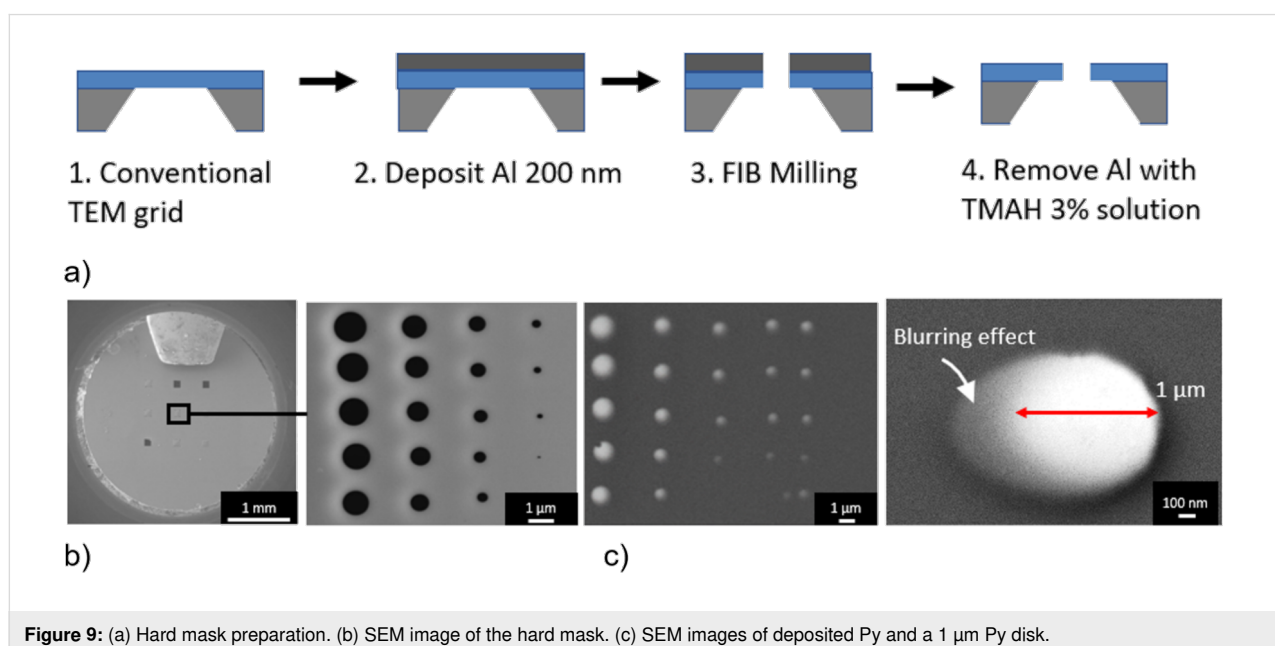 1. Conventional
TEM grid
2. Deposit Al 200 nm
3. FIB Milling
4. Remove Al with
TMAH 3% solution
a)
1 mm
1 µm
1 µm
Blurring effect
1 µm
100 nm
b)
c)
Figure 9: (a) Hard mask preparation. (b) SEM image of the hard mask. (c) SEM images of deposited Py and a 1 µm Py disk.